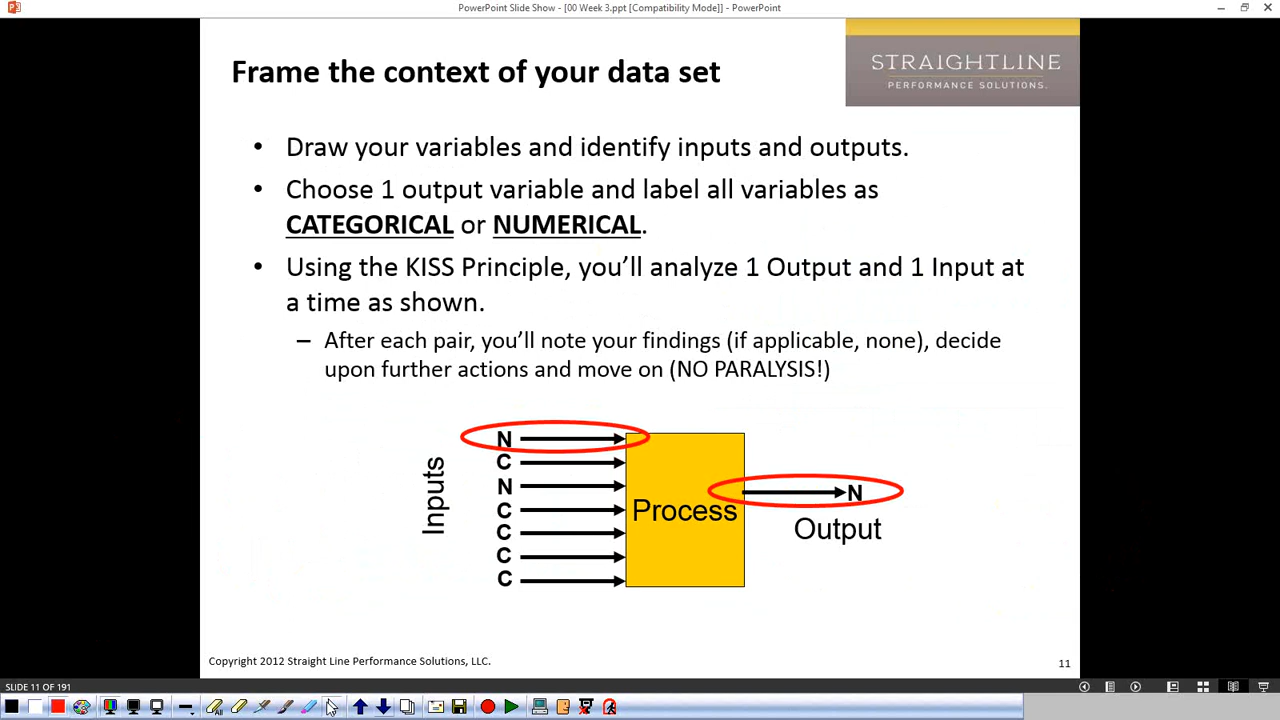 PowerPoint Slide Show - [00 Week 3.ppt [Compatibility Mode]] - PowerPoint
Frame the context of your data set
STRAIGHTLINE
PERFORMANCE SOLUTIONS.
• Draw your variables and identify inputs and outputs.
• Choose 1 output variable and label all variables as
CATEGORICAL or NUMERICAL.
• Using the KISS Principle, you’ll analyze 1 Output and 1 Input at
a time as shown.
– After each pair, you’ll note your findings (if applicable, none), decide
upon further actions and move on (NO PARALYSIS!)
Inputs
N
C
N
C
C
C
C
Process
N
Output
Copyright 2012 Straight Line Performance Solutions, LLC.
11
SLIDE 11 OF 191